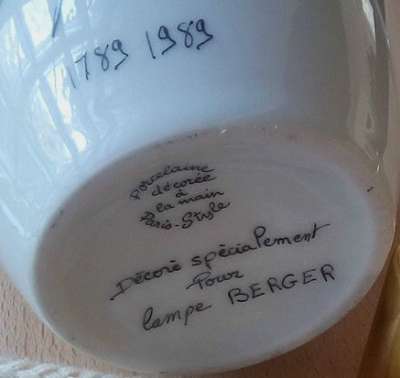 1789 1989
porcelaine
décorée
à
la main
Paris-Style
Décoré spécialement
Pour
lampe BERGER